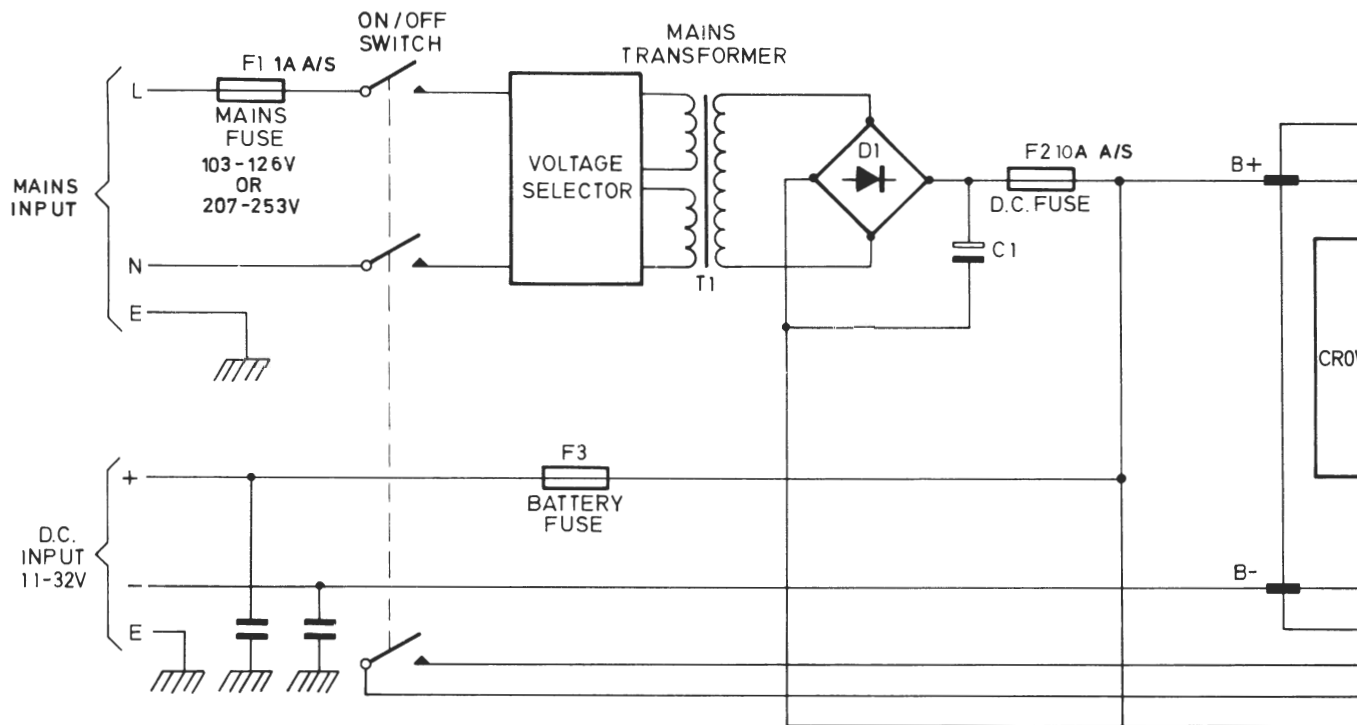 ON/OFF
SWITCH
MAINS
TRANSFORMER
F1 1A A/S
L
MAINS
FUSE
103-126V
OR
207-253V
MAINS
INPUT
N
E
VOLTAGE
SELECTOR
T1
D1
F2 10A A/S
D.C. FUSE
C1
B+
CROW
F3
BATTERY
FUSE
+
D.C.
INPUT
11-32V
-
E
B-